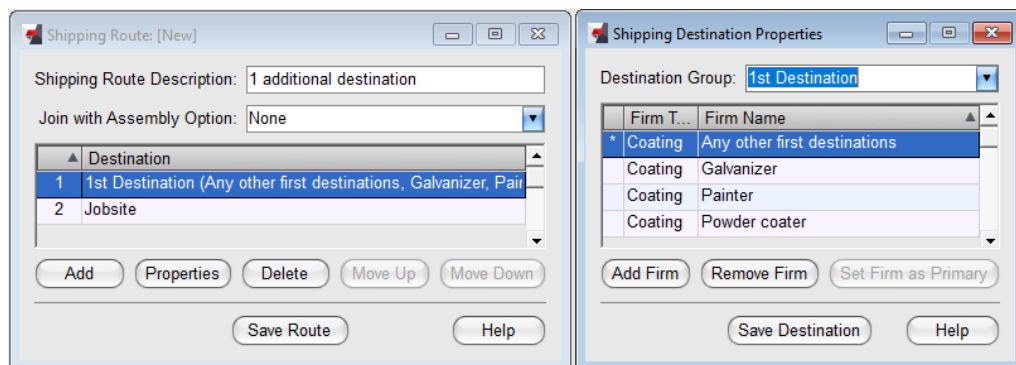 Shipping Route: [New]
Shipping Route Description: 1 additional destination
Join with Assembly Option: None
Destination
1 1st Destination (Any other first destinations, Galvanizer, Pair
2 Jobsite
Add Properties Delete Move Up Move Down
Save Route Help
Shipping Destination Properties
Destination Group: 1st Destination
Firm T... Firm Name
* Coating Any other first destinations
Coating Galvanizer
Coating Painter
Coating Powder coater
Add Firm Remove Firm Set Firm as Primary
Save Destination Help